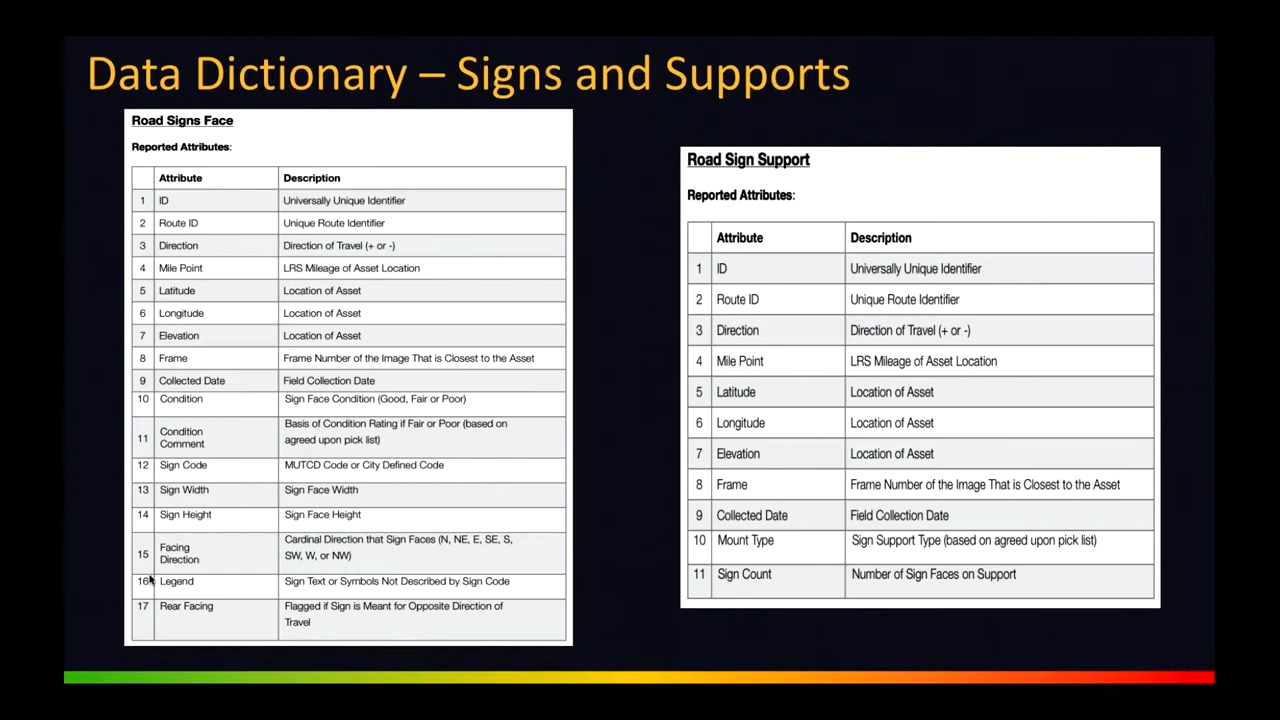 Data Dictionary – Signs and Supports
Road Signs Face
Reported Attributes:
Attribute Description
1 ID Universally Unique Identifier
2 Route ID Unique Route Identifier
3 Direction Direction of Travel (+ or -)
4 Mile Point LRS Mileage of Asset Location
5 Latitude Location of Asset
6 Longitude Location of Asset
7 Elevation Location of Asset
8 Frame Frame Number of the Image That is Closest to the Asset
9 Collected Date Field Collection Date
10 Condition Sign Face Condition (Good, Fair or Poor)
11 Condition Comment Basis of Condition Rating if Fair or Poor (based on
agreed upon pick list)
12 Sign Code MUTCD Code or City Defined Code
13 Sign Width Sign Face Width
14 Sign Height Sign Face Height
15 Facing Direction Cardinal Direction that Sign Faces (N, NE, E, SE, S,
SW, W, or NW)
16 Legend Sign Text or Symbols Not Described by Sign Code
17 Rear Facing Flagged if Sign is Meant for Opposite Direction of
Travel
Road Sign Support
Reported Attributes:
Attribute Description
1 ID Universally Unique Identifier
2 Route ID Unique Route Identifier
3 Direction Direction of Travel (+ or -)
4 Mile Point LRS Mileage of Asset Location
5 Latitude Location of Asset
6 Longitude Location of Asset
7 Elevation Location of Asset
8 Frame Frame Number of the Image That is Closest to the Asset
9 Collected Date Field Collection Date
10 Mount Type Sign Support Type (based on agreed upon pick list)
11 Sign Count Number of Sign Faces on Support